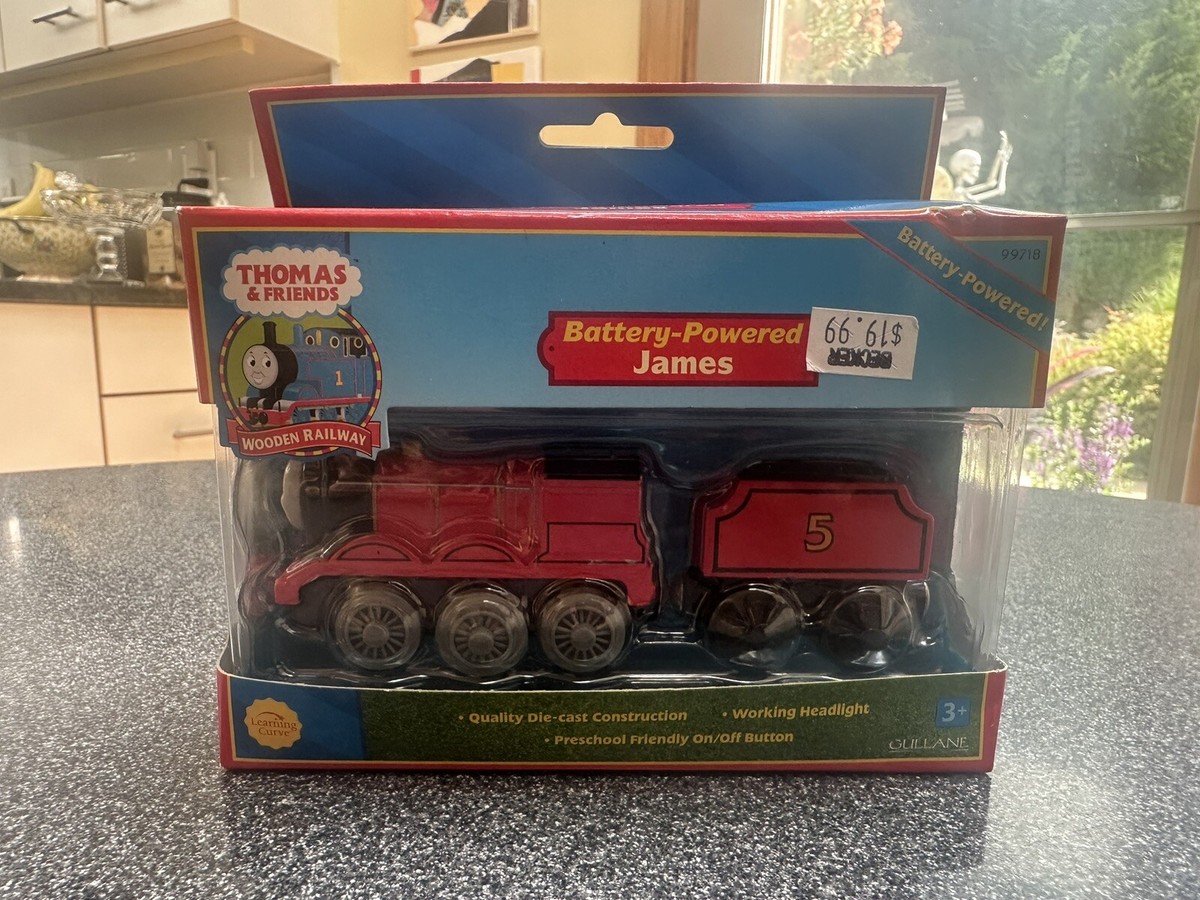 THOMAS
& FRIENDS
1
WOODEN RAILWAY
Battery-Powered
James
BECKER
$19.99
Battery-Powered!
99718
5
Learning
Curve
• Quality Die-cast Construction
• Working Headlight
• Preschool Friendly On/Off Button
3+
GULLANE